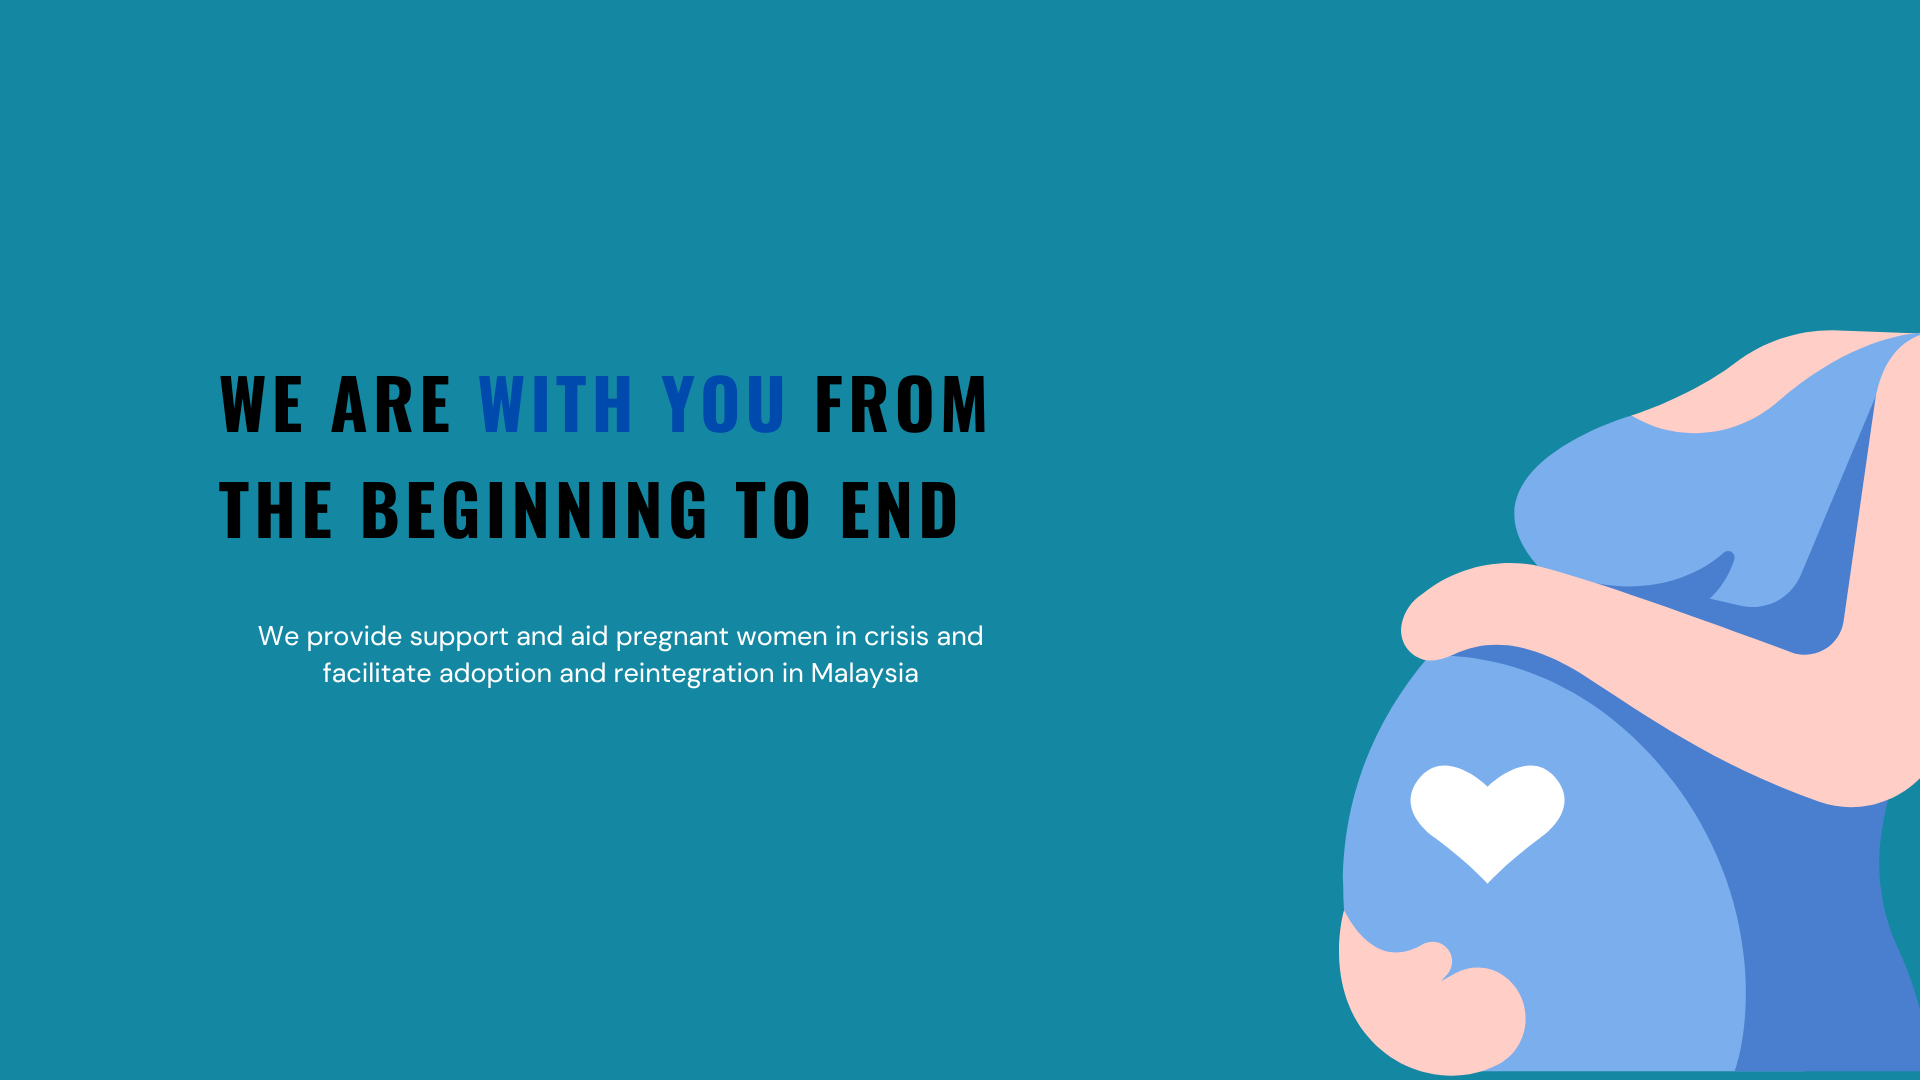 WE ARE WITH YOU FROM
THE BEGINNING TO END
We provide support and aid pregnant women in crisis and
facilitate adoption and reintegration in Malaysia